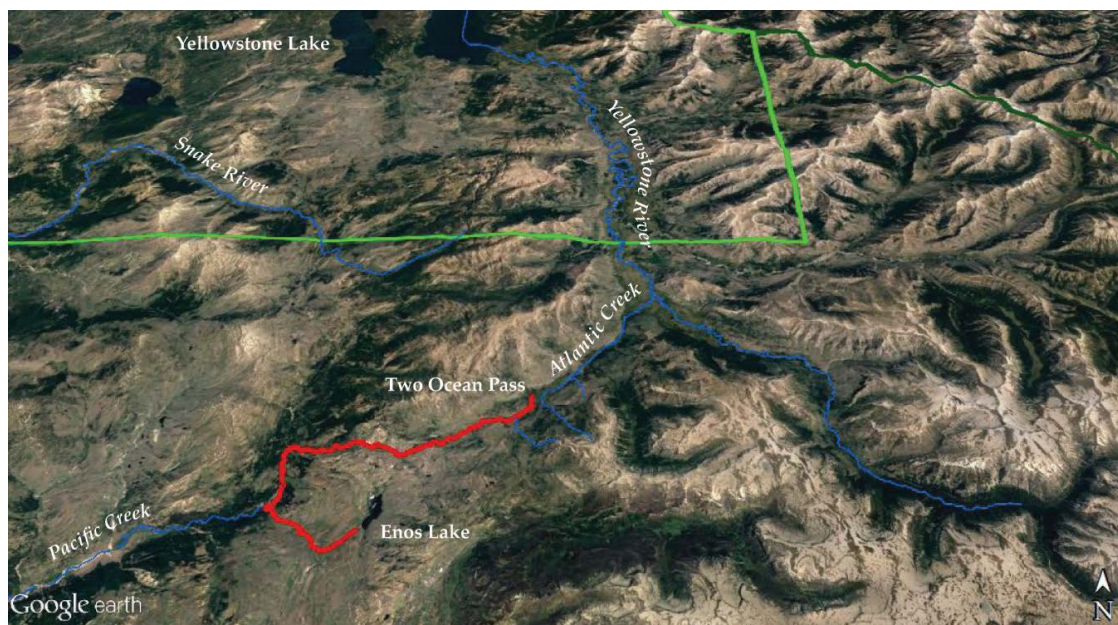 Yellowstone Lake
Snake River
Yellowstone River
Atlantic Creek
Two Ocean Pass
Enos Lake
Pacific Creek
Google earth
N